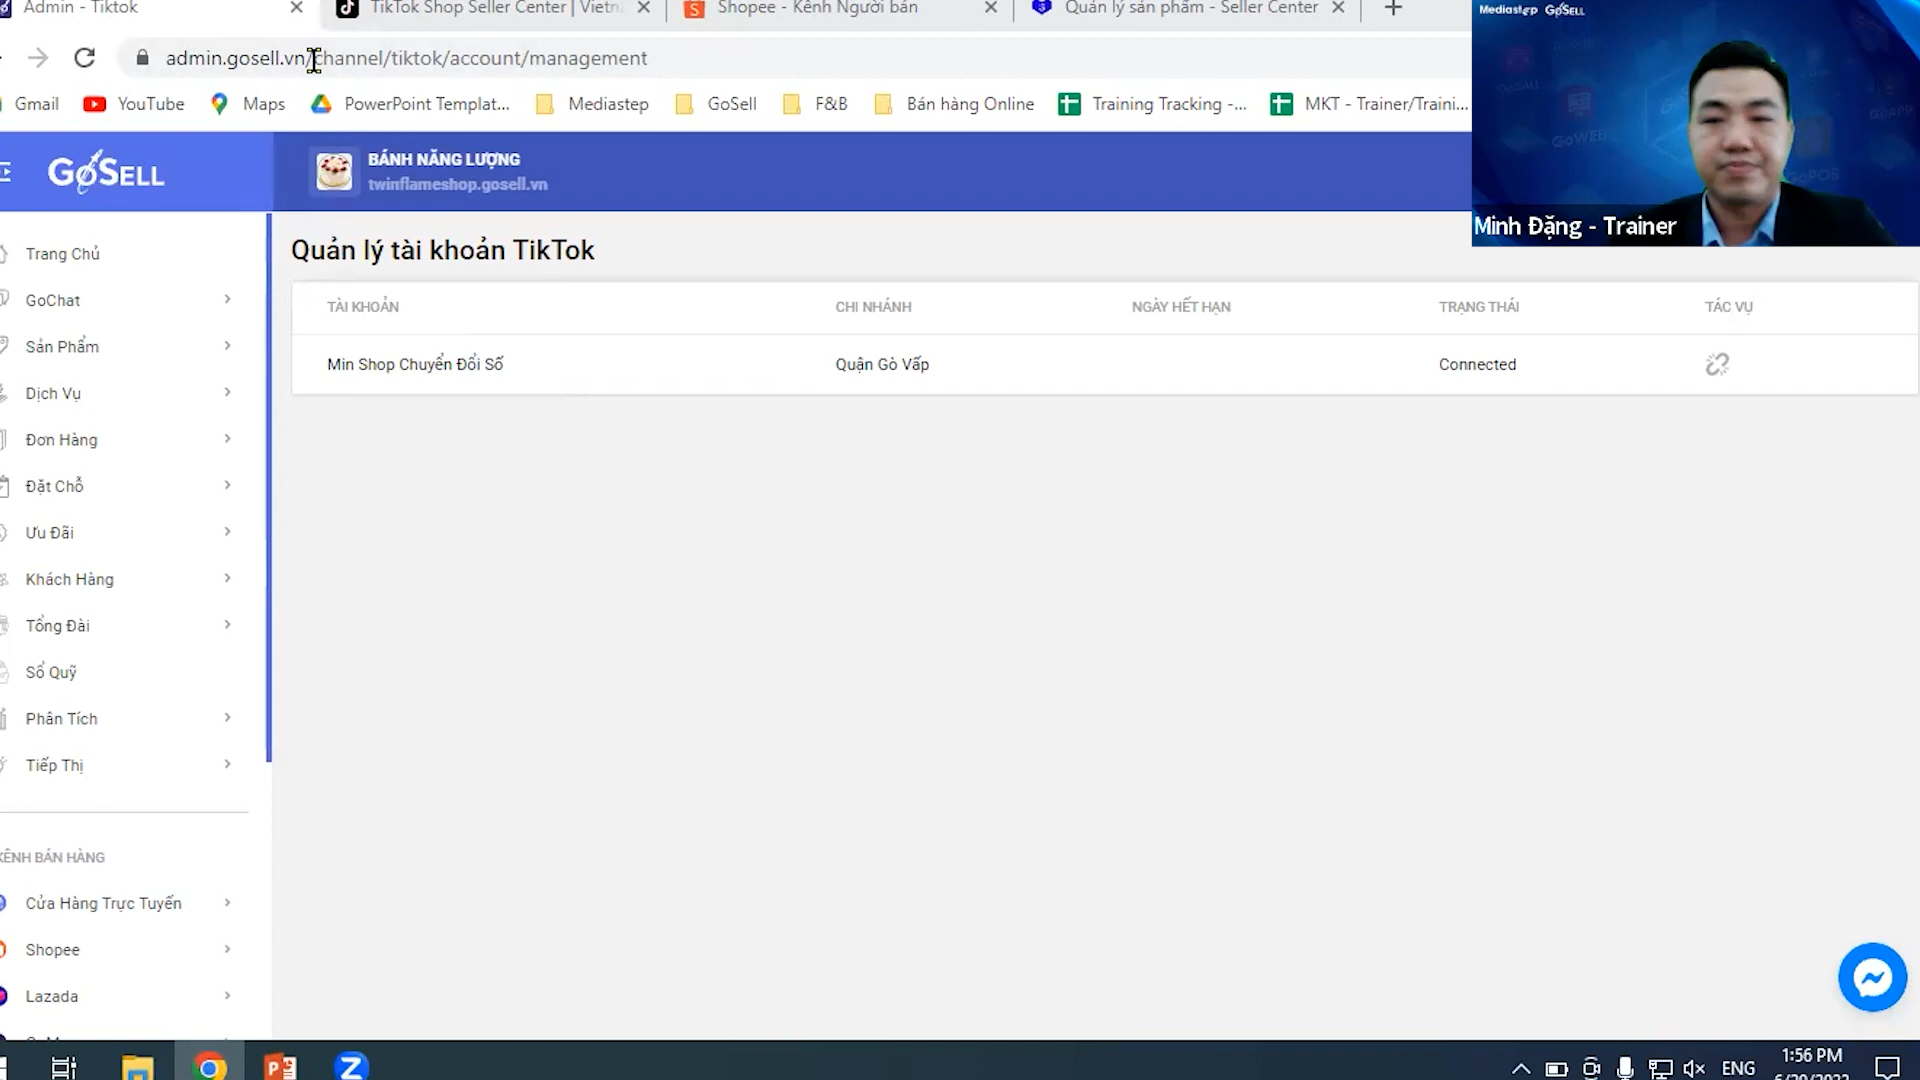 Admin - Tiktok
TikTok Shop Seller Center | Vietna
Shopee - Kênh Người bán
Quản lý sản phẩm - Seller Center
admin.gosell.vn/channel/tiktok/account/management
Gmail
YouTube
Maps
PowerPoint Templat...
Mediastep
GoSell
F&B
Bán hàng Online
Training Tracking -...
MKT - Trainer/Traini...
Mediastep GoSELL
GoWEB
GoPOS
Minh Đặng - Trainer
GoSELL
BÁNH NĂNG LƯỢNG
twinflameshop.gosell.vn
Trang Chủ
GoChat
Sản Phẩm
Dịch Vụ
Đơn Hàng
Đặt Chỗ
Ưu Đãi
Khách Hàng
Tổng Đài
Sổ Quỹ
Phân Tích
Tiếp Thị
KÊNH BÁN HÀNG
Cửa Hàng Trực Tuyến
Shopee
Lazada
Quản lý tài khoản TikTok
TÀI KHOẢN
CHI NHÁNH
NGÀY HẾT HẠN
TRẠNG THÁI
TÁC VỤ
Min Shop Chuyển Đổi Số
Quận Gò Vấp
Connected
ENG
1:56 PM